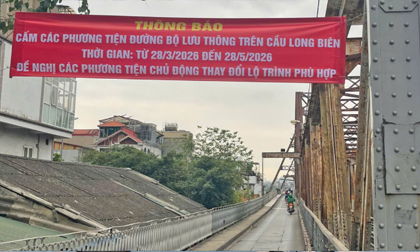 THÔNG BÁO
CẤM CÁC PHƯƠNG TIỆN ĐƯỜNG BỘ LƯU THÔNG TRÊN CẦU LONG BIÊN
THỜI GIAN: TỪ 28/3/2026 ĐẾN 28/5/2026
ĐỀ NGHỊ CÁC PHƯƠNG TIỆN CHỦ ĐỘNG THAY ĐỔI LỘ TRÌNH PHÙ HỢP